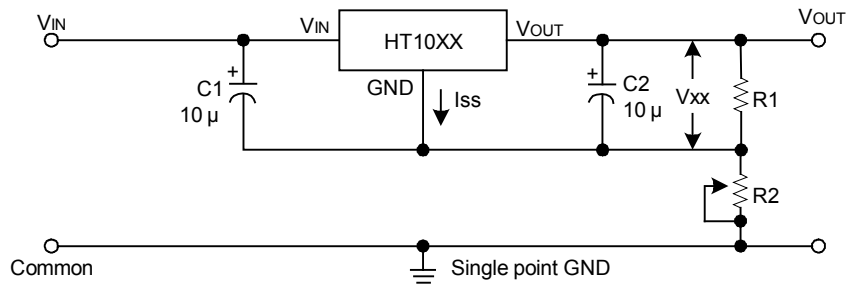 VIN
VIN
HT10XX
VOUT
VOUT
C1
10 μ
GND
Iss
C2
10 μ
Vxx
R1
R2
Common
Single point GND